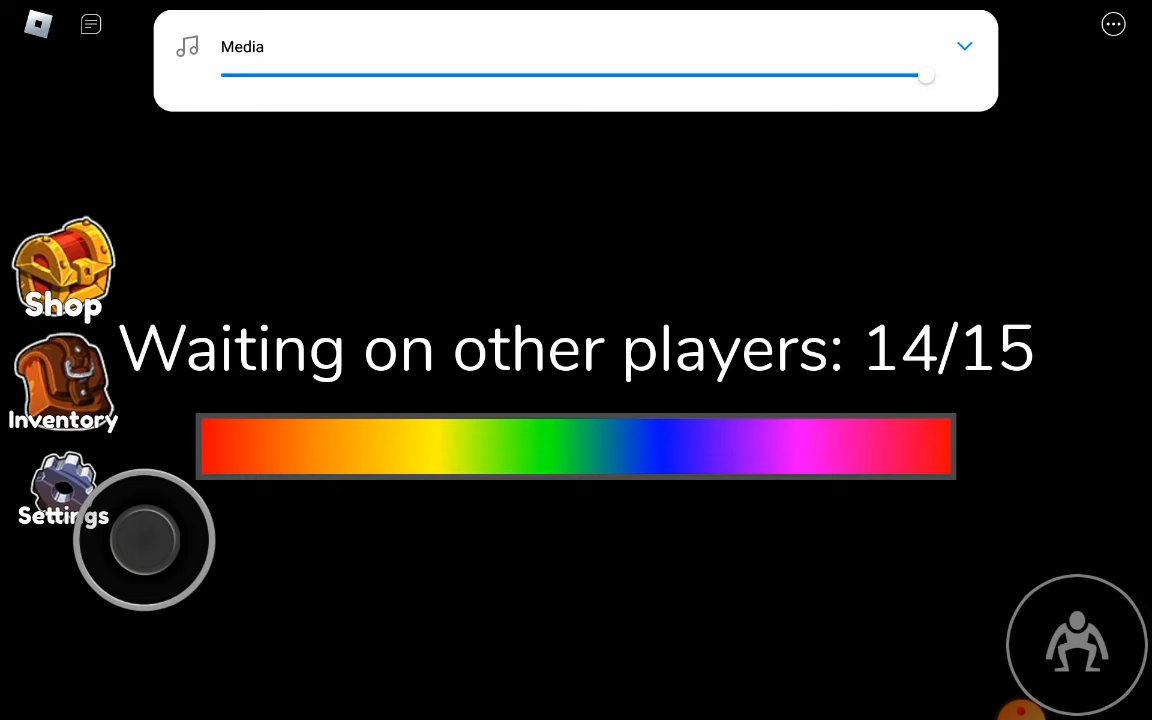 Media
Shop
Waiting on other players: 14/15
Inventory
Settings